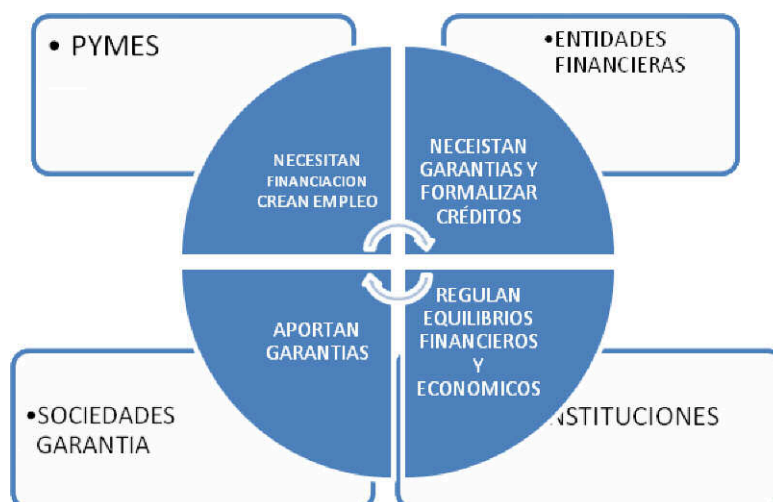 • PYMES
•ENTIDADES
FINANCIERAS
NECESITAN
FINANCIACION
CREAN EMPLEO
NECEISTAN
GARANTIAS Y
FORMALIZAR
CRÉDITOS
APORTAN
GARANTIAS
REGULAN
EQUILIBRIOS
FINANCIEROS
Y
ECONOMICOS
•SOCIEDADES
GARANTIA
NSTITUCIONES